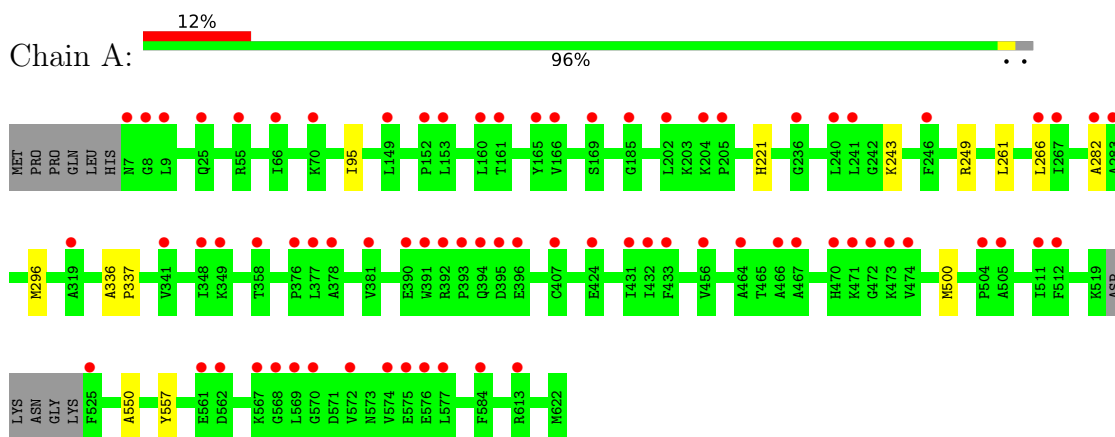 12%
Chain A:
96%
• •
MET PRO PRO GLN LEU HIS N7 G8 L9 Q25 R55 I66 K70 I95 L149 P152 L153 L160 T161 Y165 V166 S169 G185 L202 K203 K204 P205 H221 G236 L240 L241 G242 K243 F246 R249 L261 L266 I267 A282 A283
M296 A319 A336 P337 V341 I348 K349 T358 P376 L377 A378 V381 E390 W391 R392 P393 Q394 D395 E396 C407 E424 I431 I432 F433 V456 A464 T465 A466 A467 H470 K471 G472 K473 V474 M500 P504 A505 I511 F512 K519 ASP
LYS ASN GLY LYS F525 A550 Y557 E561 D562 K567 G568 L569 G570 D571 V572 N573 V574 E575 E576 L577 F584 R613 M622